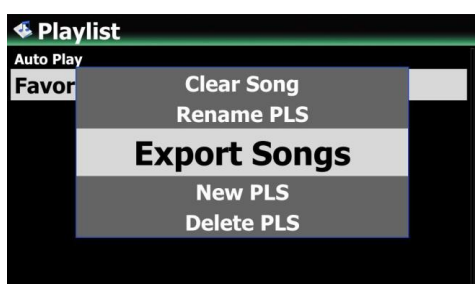 Playlist
Auto Play
Favor
Clear Song
Rename PLS
Export Songs
New PLS
Delete PLS